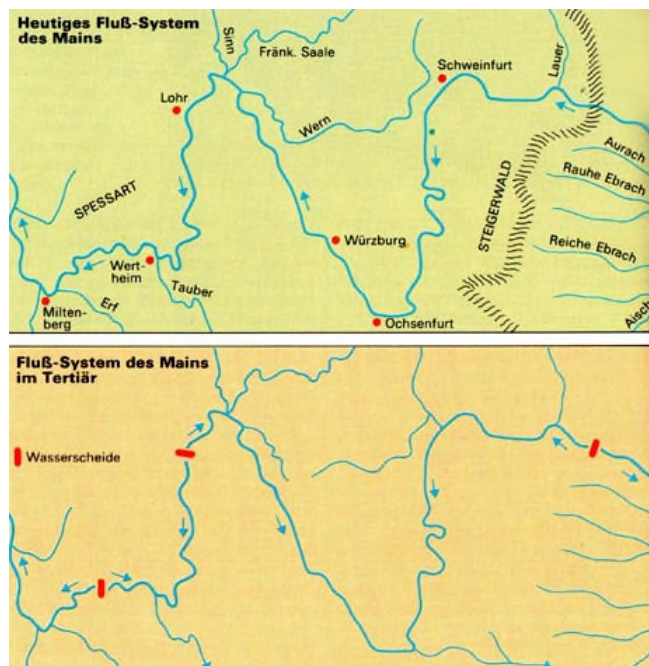 Heutiges Fluß-System
des Mains
Sinn
Fränk. Saale
Schweinfurt
Lauer
Lohr
Wern
Aurach
Rauhe Ebrach
SPESSART
STEIGERWALD
Würzburg
Reiche Ebrach
Wert-
heim
Tauber
Milten-
berg
Erf
Ochsenfurt
Aisch
Fluß-System des Mains
im Tertiär
Wasserscheide